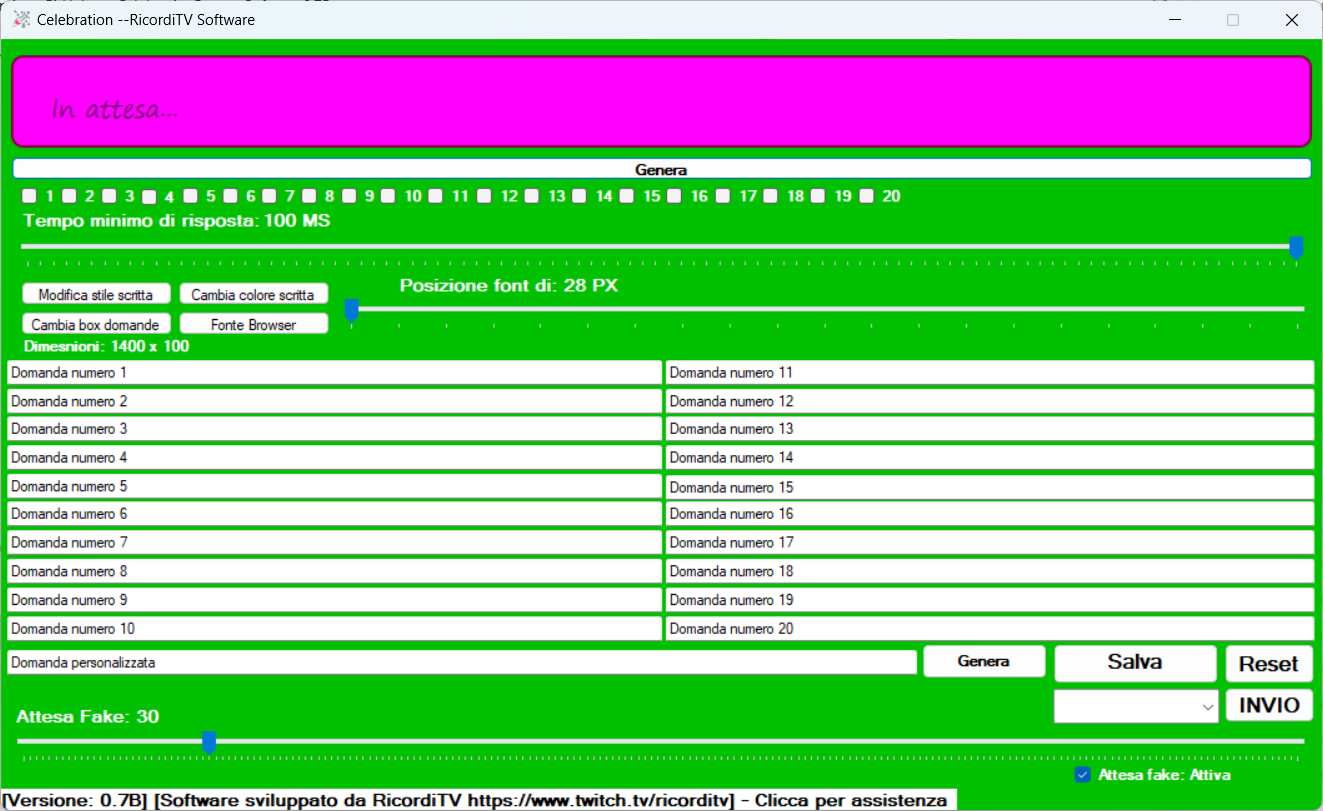 Celebration --RicordiTV Software
In attesa...
Genera
1 2 3 4 5 6 7 8 9 10 11 12 13 14 15 16 17 18 19 20
Tempo minimo di risposta: 100 MS
Posizione font di: 28 PX
Modifica stile scritta Cambia colore scritta
Cambia box domande Fonte Browser
Dimesnioni: 1400 x 100
Domanda numero 1 Domanda numero 11
Domanda numero 2 Domanda numero 12
Domanda numero 3 Domanda numero 13
Domanda numero 4 Domanda numero 14
Domanda numero 5 Domanda numero 15
Domanda numero 6 Domanda numero 16
Domanda numero 7 Domanda numero 17
Domanda numero 8 Domanda numero 18
Domanda numero 9 Domanda numero 19
Domanda numero 10 Domanda numero 20
Domanda personalizzata Genera Salva Reset
INVIO
Attesa Fake: 30
Attesa fake: Attiva
[Versione: 0.7B] [Software sviluppato da RicordiTV https://www.twitch.tv/ricorditv] - Clicca per assistenza